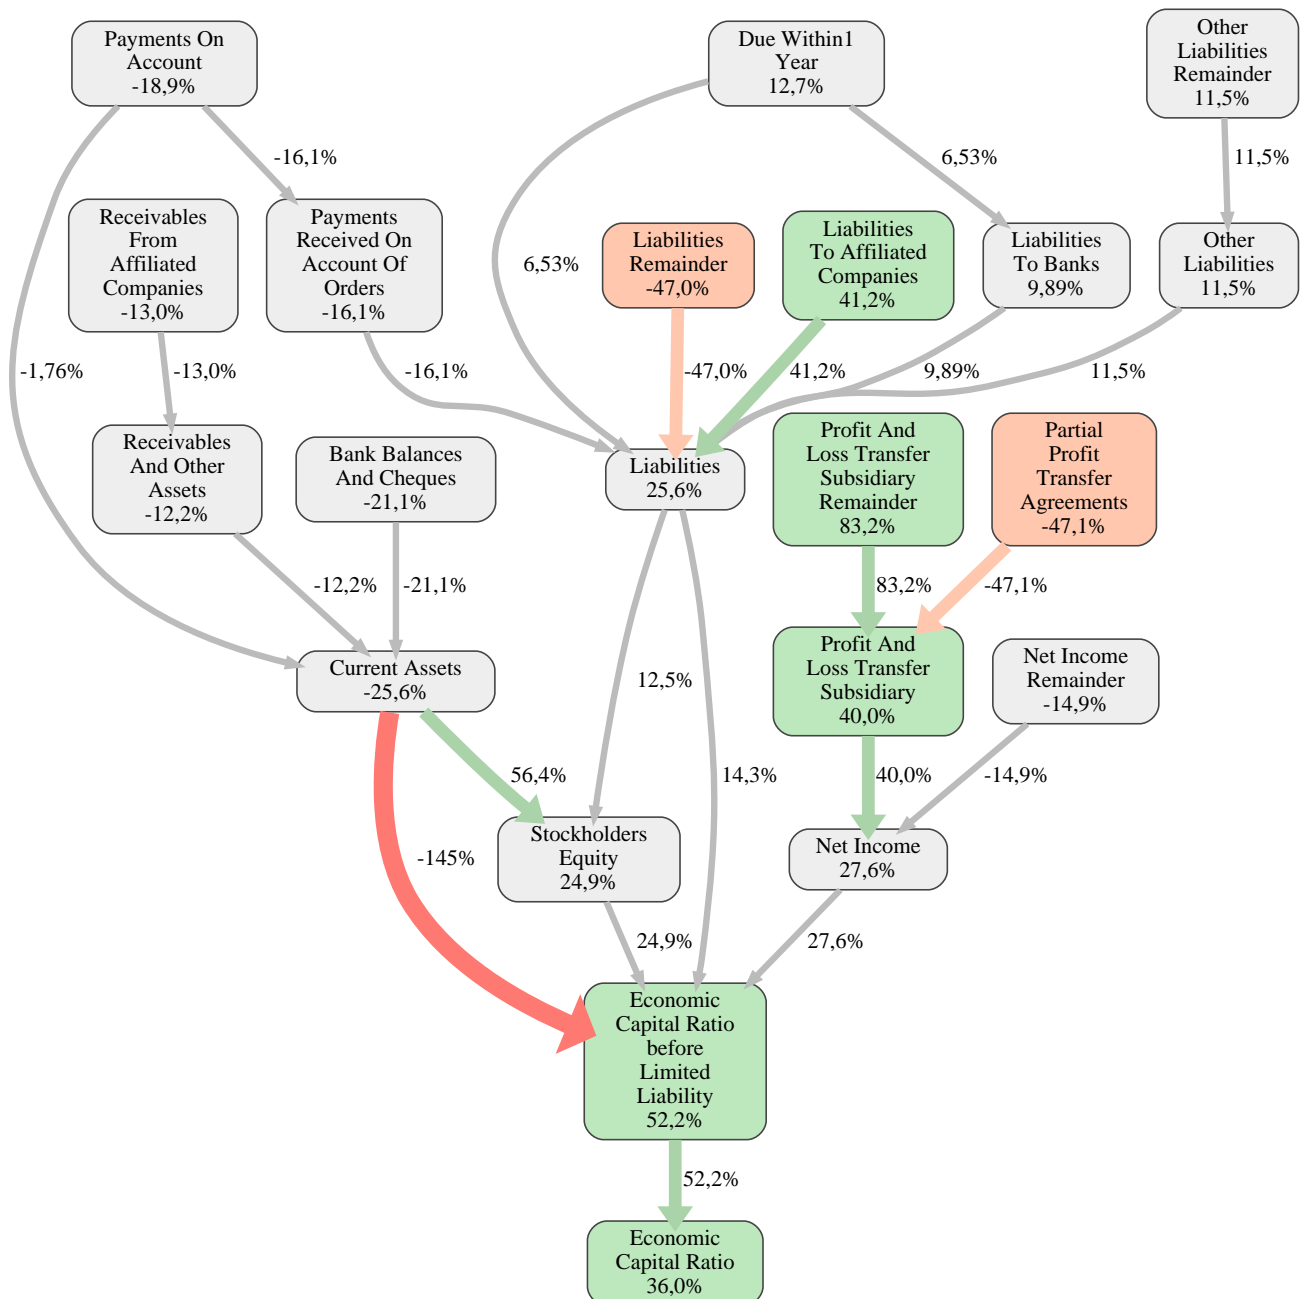 Payments On
Account
-18,9%
Due Within1
Year
12,7%
Other
Liabilities
Remainder
11,5%
-16,1%
6,53%
11,5%
Receivables
From
Affiliated
Companies
-13,0%
Payments
Received On
Account Of
Orders
-16,1%
6,53%
Liabilities
Remainder
-47,0%
Liabilities
To Affiliated
Companies
41,2%
Liabilities
To Banks
9,89%
Other
Liabilities
11,5%
-1,76%
-13,0%
-16,1%
-47,0%
41,2%
9,89%
11,5%
Receivables
And Other
Assets
-12,2%
Bank Balances
And Cheques
-21,1%
Liabilities
25,6%
Profit And
Loss Transfer
Subsidiary
Remainder
83,2%
Partial
Profit
Transfer
Agreements
-47,1%
-12,2%
-21,1%
83,2%
-47,1%
Current Assets
-25,6%
12,5%
Profit And
Loss Transfer
Subsidiary
40,0%
Net Income
Remainder
-14,9%
56,4%
14,3%
40,0%
-14,9%
-145%
Stockholders
Equity
24,9%
Net Income
27,6%
24,9%
27,6%
Economic
Capital Ratio
before
Limited
Liability
52,2%
52,2%
Economic
Capital Ratio
36,0%